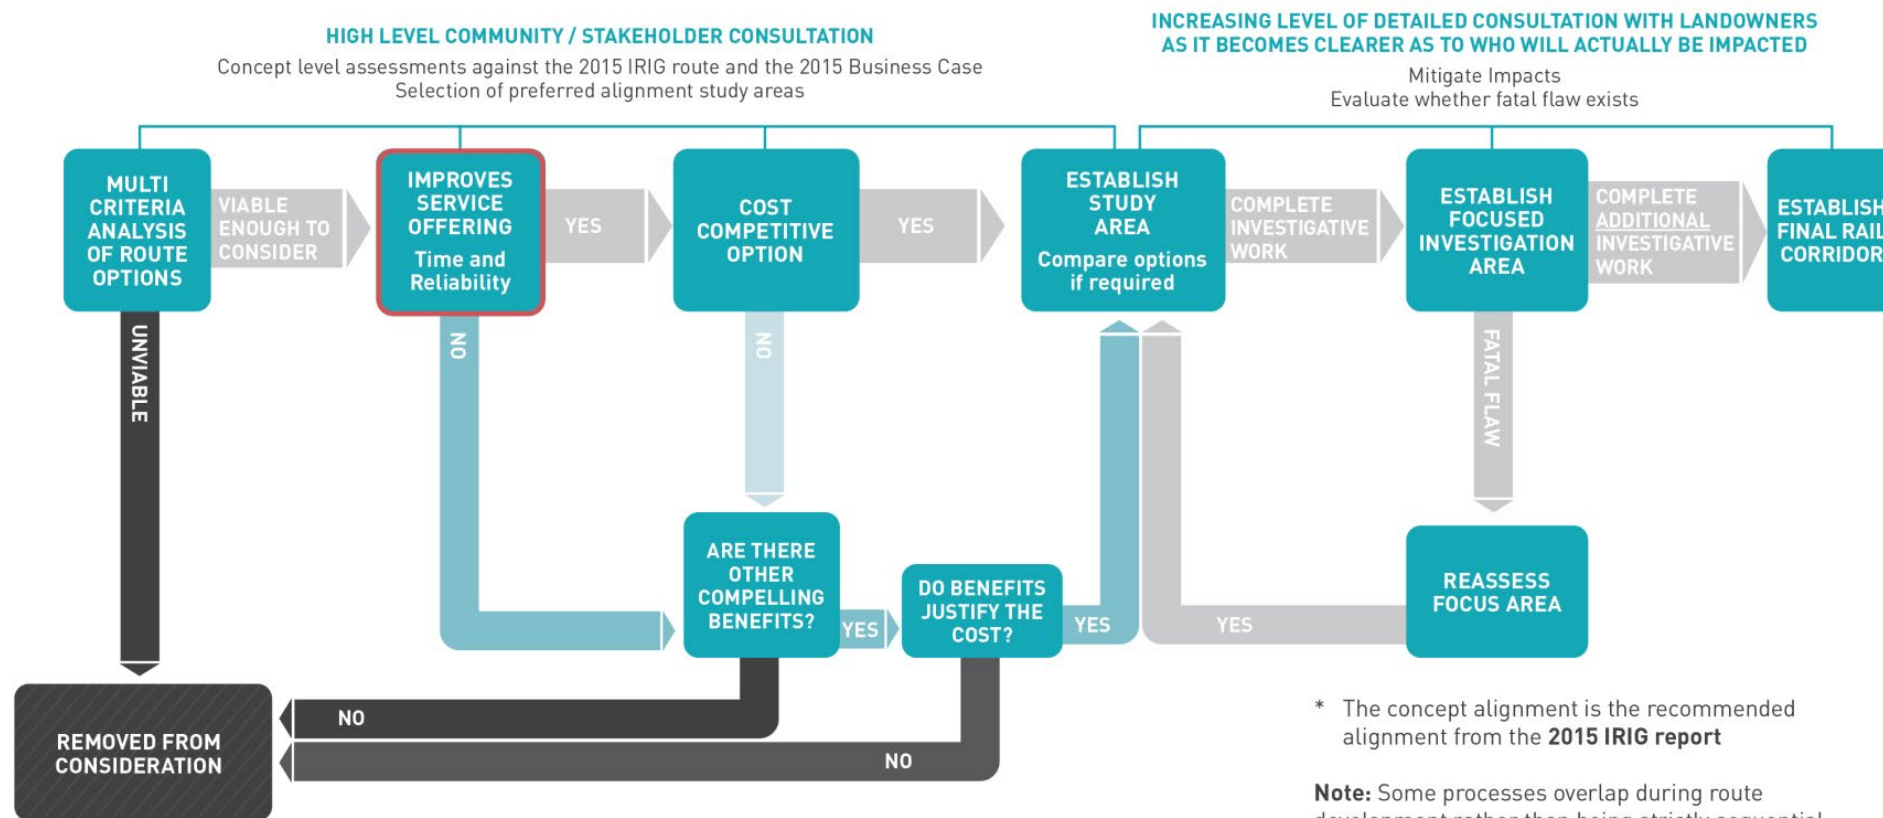 HIGH LEVEL COMMUNITY / STAKEHOLDER CONSULTATION
Concept level assessments against the 2015 IRIG route and the 2015 Business Case
Selection of preferred alignment study areas
INCREASING LEVEL OF DETAILED CONSULTATION WITH LANDOWNERS
AS IT BECOMES CLEARER AS TO WHO WILL ACTUALLY BE IMPACTED
Mitigate Impacts
Evaluate whether fatal flaw exists
MULTI
CRITERIA
ANALYSIS
OF ROUTE
OPTIONS
VIABLE
ENOUGH TO
CONSIDER
IMPROVES
SERVICE
OFFERING
Time and
Reliability
YES
COST
COMPETITIVE
OPTION
YES
ESTABLISH
STUDY
AREA
Compare options
if required
COMPLETE
INVESTIGATIVE
WORK
ESTABLISH
FOCUSED
INVESTIGATION
AREA
COMPLETE
ADDITIONAL
INVESTIGATIVE
WORK
ESTABLISH
FINAL RAIL
CORRIDOR
UNVIABLE
NO
NO
FATAL FLAW
ARE THERE
OTHER
COMPELLING
BENEFITS?
YES
DO BENEFITS
JUSTIFY THE
COST?
YES
YES
REASSESS
FOCUS AREA
NO
NO
REMOVED FROM
CONSIDERATION
* The concept alignment is the recommended
alignment from the 2015 IRIG report
Note: Some processes overlap during route
development rather than being strictly sequential